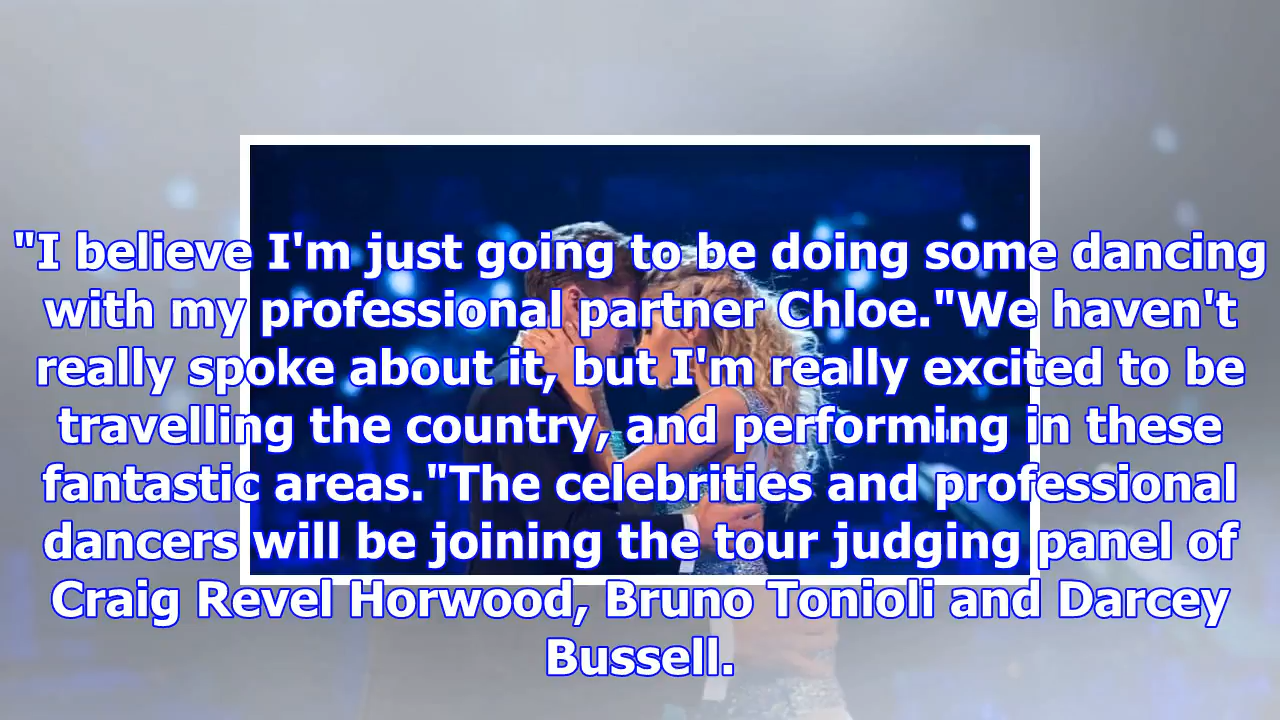 "I believe I'm just going to be doing some dancing
with my professional partner Chloe."We haven't
really spoke about it, but I'm really excited to be
travelling the country, and performing in these
fantastic areas."The celebrities and professional
dancers will be joining the tour judging panel of
Craig Revel Horwood, Bruno Tonioli and Darcey
Bussell.